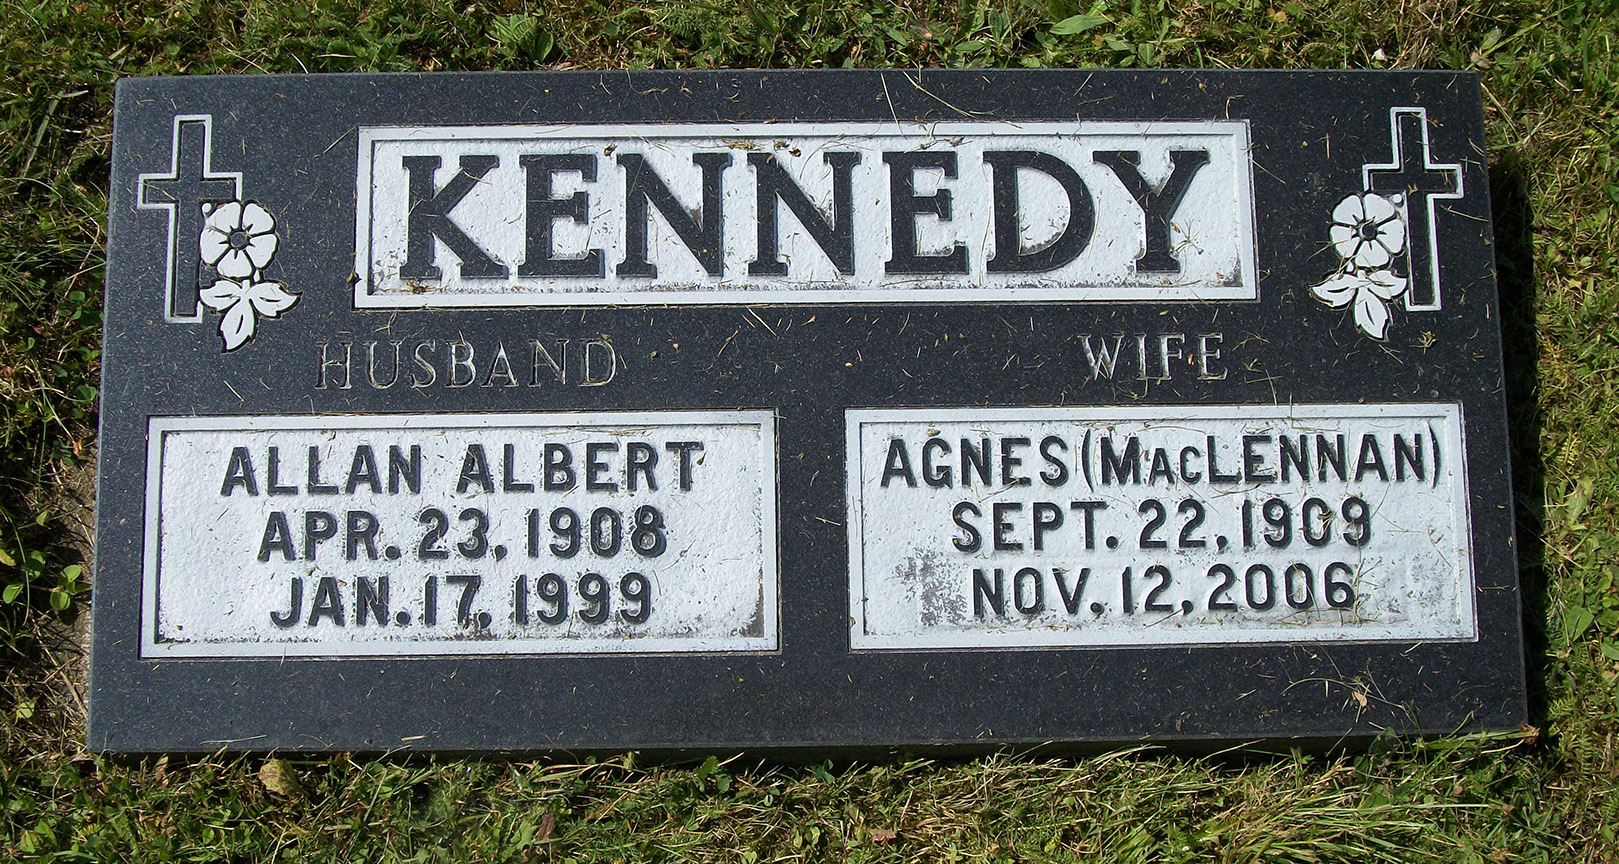 KENNEDY
HUSBAND
WIFE
ALLAN ALBERT
APR. 23, 1908
JAN. 17, 1999
AGNES (MACLENNAN)
SEPT. 22, 1909
NOV. 12, 2006